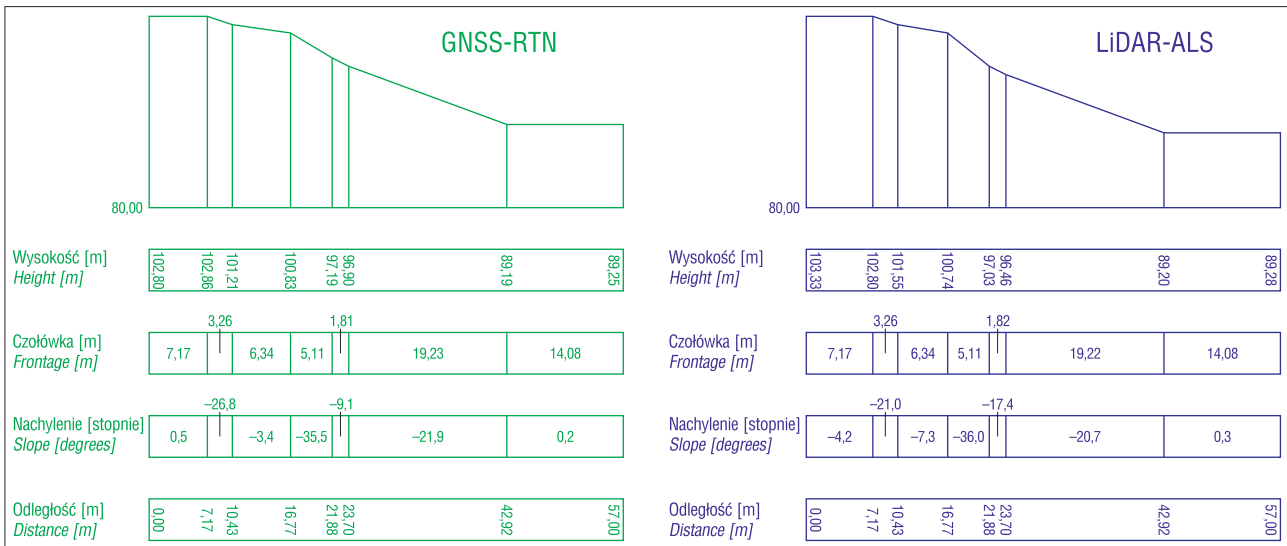 GNSS-RTN
80,00
Wysokość [m]
Height [m]
102,80 102,86 101,21 100,83 97,19 96,90 89,19 89,25
3,26 1,81
Czołówka [m]
Frontage [m]
7,17 6,34 5,11 19,23 14,08
–26,8 –9,1
Nachylenie [stopnie]
Slope [degrees]
0,5 –3,4 –35,5 –21,9 0,2
Odległość [m]
Distance [m]
0,00 7,17 10,43 16,77 21,88 23,70 42,92 57,00
LiDAR-ALS
80,00
Wysokość [m]
Height [m]
103,33 102,80 101,55 100,74 97,03 96,46 89,20 89,28
3,26 1,82
Czołówka [m]
Frontage [m]
7,17 6,34 5,11 19,22 14,08
–21,0 –17,4
Nachylenie [stopnie]
Slope [degrees]
–4,2 –7,3 –36,0 –20,7 0,3
Odległość [m]
Distance [m]
0,00 7,17 10,43 16,77 21,88 23,70 42,92 57,00